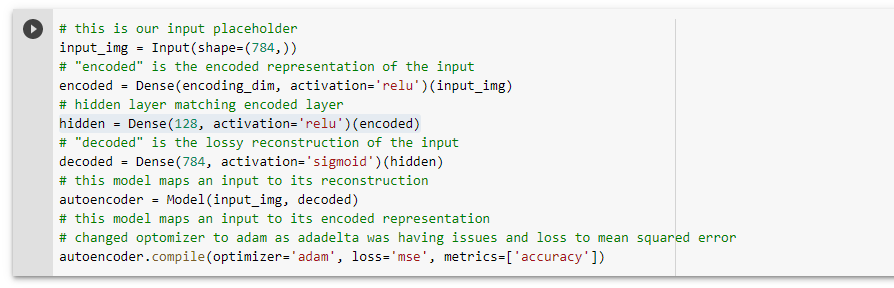 # this is our input placeholder
input_img = Input(shape=(784,))
# "encoded" is the encoded representation of the input
encoded = Dense(encoding_dim, activation='relu')(input_img)
# hidden layer matching encoded layer
hidden = Dense(128, activation='relu')(encoded)
# "decoded" is the lossy reconstruction of the input
decoded = Dense(784, activation='sigmoid')(hidden)
# this model maps an input to its reconstruction
autoencoder = Model(input_img, decoded)
# this model maps an input to its encoded representation
# changed optomizer to adam as adadelta was having issues and loss to mean squared error
autoencoder.compile(optimizer='adam', loss='mse', metrics=['accuracy'])